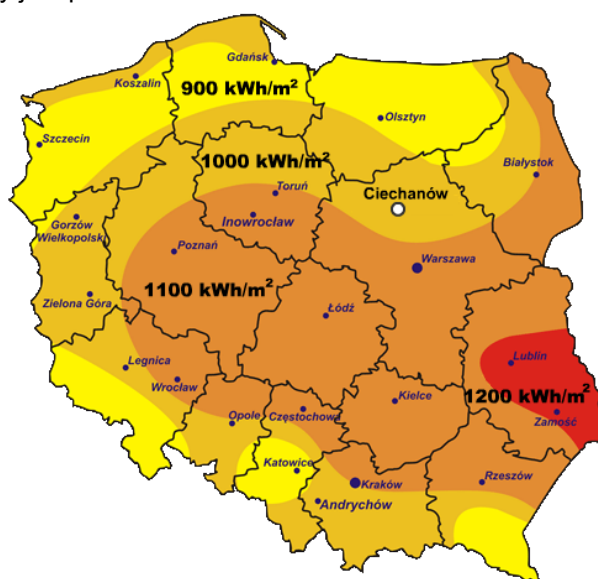 Gdańsk
Koszalin
900 kWh/m²
Olsztyn
Szczecin
1000 kWh/m²
Białystok
Toruń
Ciechanów
Inowrocław
Gorzów
Wielkopolski
Poznań
Warszawa
1100 kWh/m²
Zielona Góra
Łódź
Lublin
Legnica
Wrocław
1200 kWh/m²
Kielce
Opole
Częstochowa
Zamość
Katowice
Kraków
Rzeszów
Andrychów